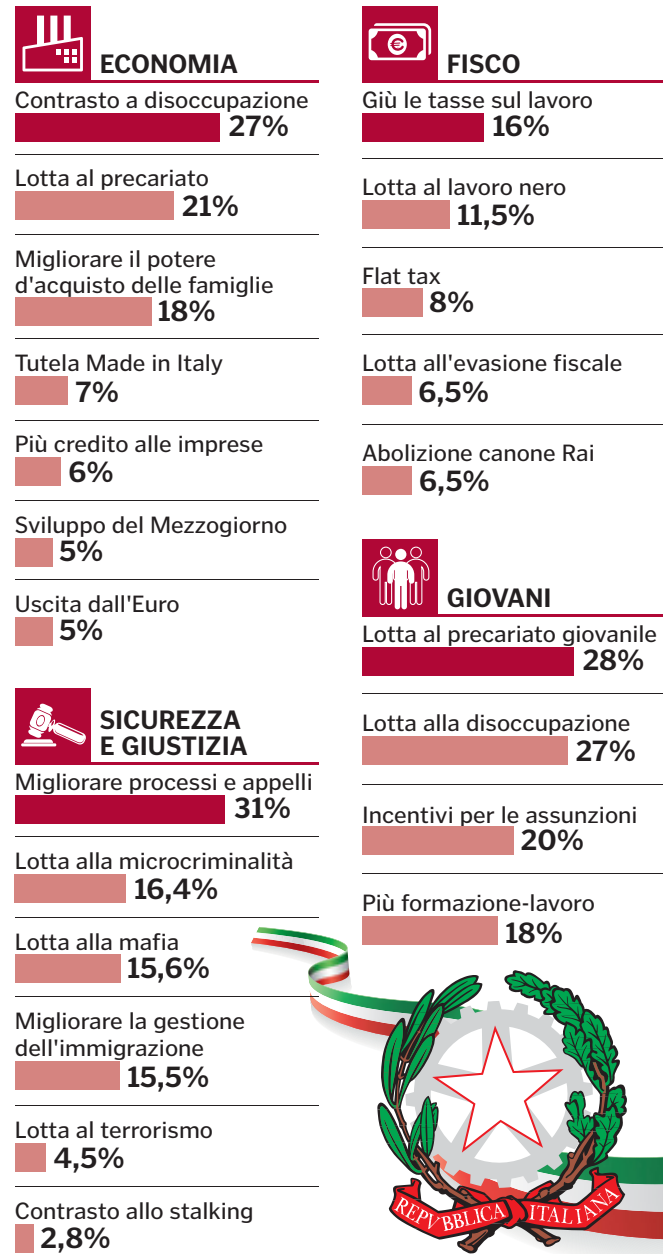 ECONOMIA
Contrasto a disoccupazione
27%
Lotta al precariato
21%
Migliorare il potere
d'acquisto delle famiglie
18%
Tutela Made in Italy
7%
Più credito alle imprese
6%
Sviluppo del Mezzogiorno
5%
Uscita dall'Euro
5%
SICUREZZA
E GIUSTIZIA
Migliorare processi e appelli
31%
Lotta alla microcriminalità
16,4%
Lotta alla mafia
15,6%
Migliorare la gestione
dell'immigrazione
15,5%
Lotta al terrorismo
4,5%
Contrasto allo stalking
2,8%
FISCO
Giù le tasse sul lavoro
16%
Lotta al lavoro nero
11,5%
Flat tax
8%
Lotta all'evasione fiscale
6,5%
Abolizione canone Rai
6,5%
GIOVANI
Lotta al precariato giovanile
28%
Lotta alla disoccupazione
27%
Incentivi per le assunzioni
20%
Più formazione-lavoro
18%
REPVBBLICA ITALIANA